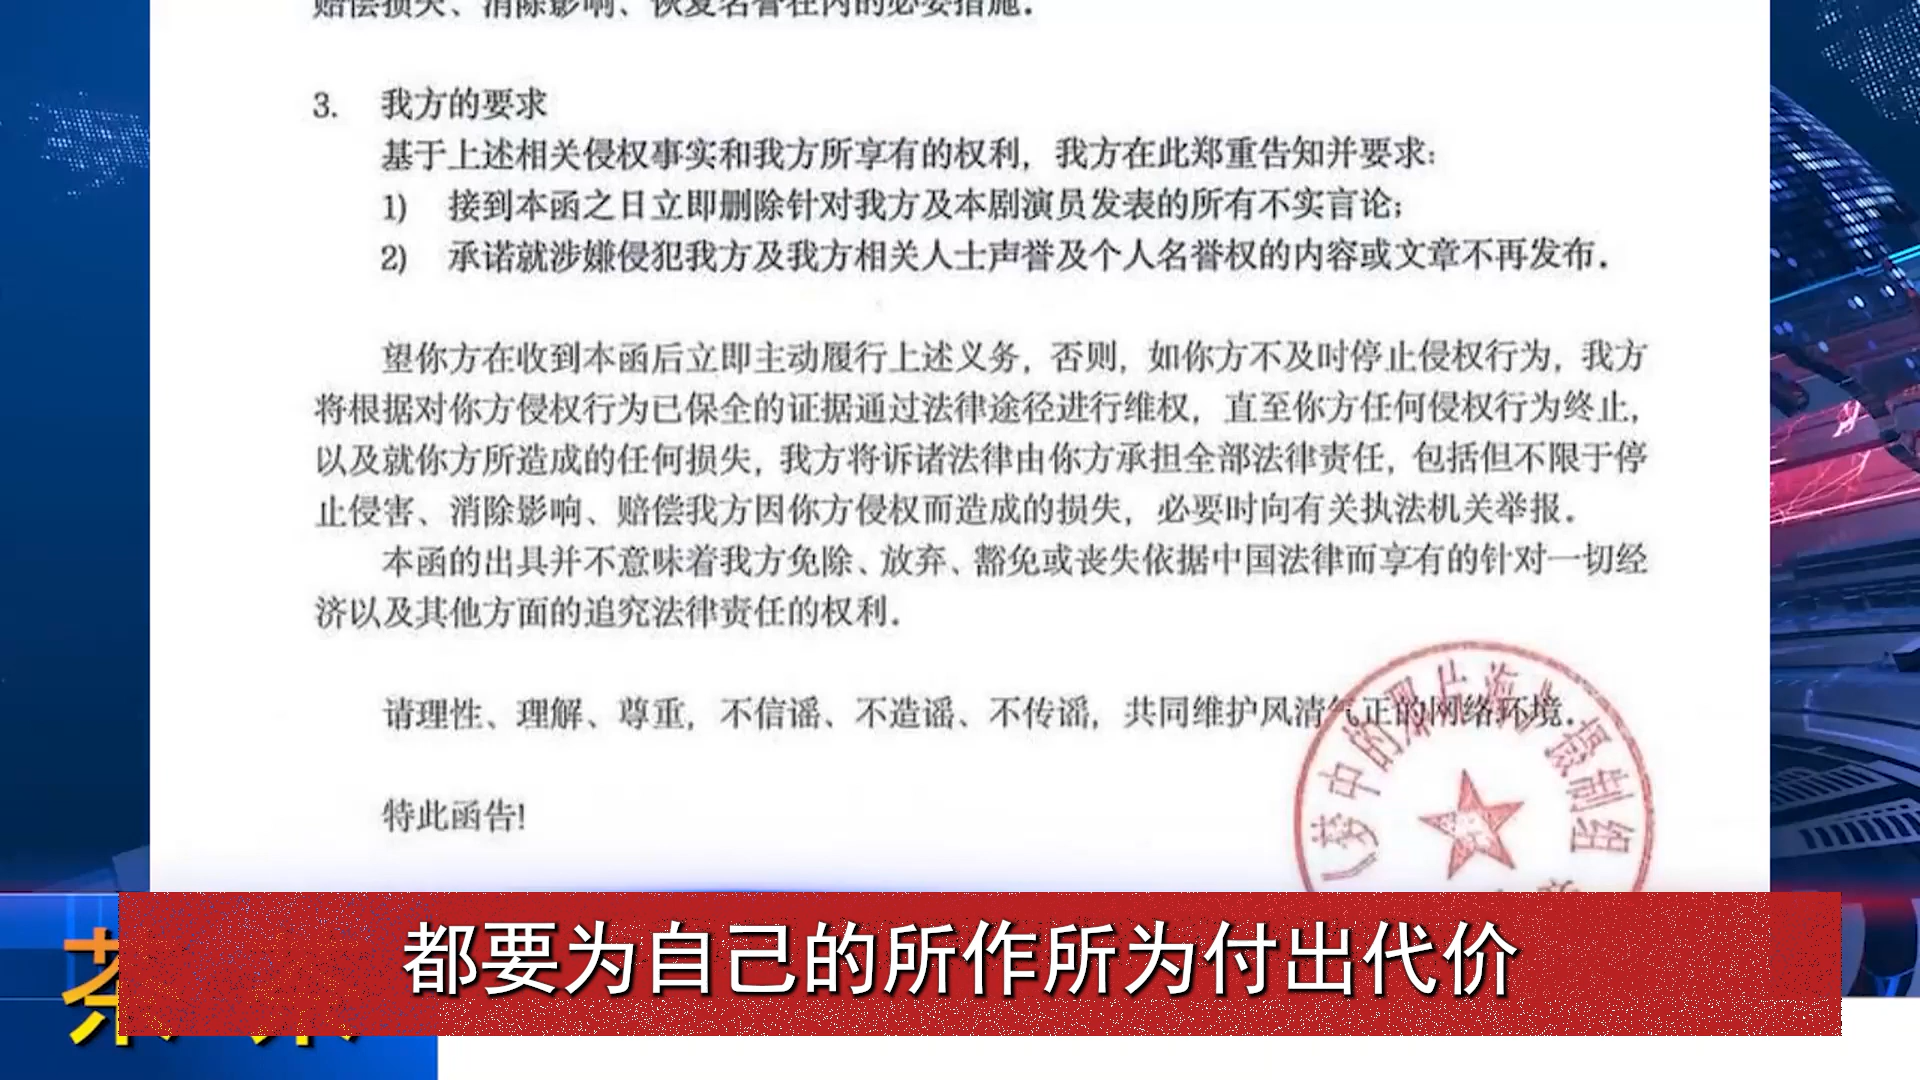 赔偿损失、消除影响、恢复名誉在内的必要措施.
3. 我方的要求
基于上述相关侵权事实和我方所享有的权利，我方在此郑重告知并要求:
1) 接到本函之日立即删除针对我方及本剧演员发表的所有不实言论;
2) 承诺就涉嫌侵犯我方及我方相关人士声誉及个人名誉权的内容或文章不再发布.
望你方在收到本函后立即主动履行上述义务，否则，如你方不及时停止侵权行为，我方
将根据对你方侵权行为已保全的证据通过法律途径进行维权，直至你方任何侵权行为终止，
以及就你方所造成的任何损失，我方将诉诸法律由你方承担全部法律责任，包括但不限于停
止侵害、消除影响、赔偿我方因你方侵权而造成的损失，必要时向有关执法机关举报.
本函的出具并不意味着我方免除、放弃、豁免或丧失依据中国法律而享有的针对一切经
济以及其他方面的追究法律责任的权利.
请理性、理解、尊重，不信谣、不造谣、不传谣，共同维护风清气正的网络环境.
《梦中的那片海》摄制组
特此函告!
都要为自己的所作所为付出代价